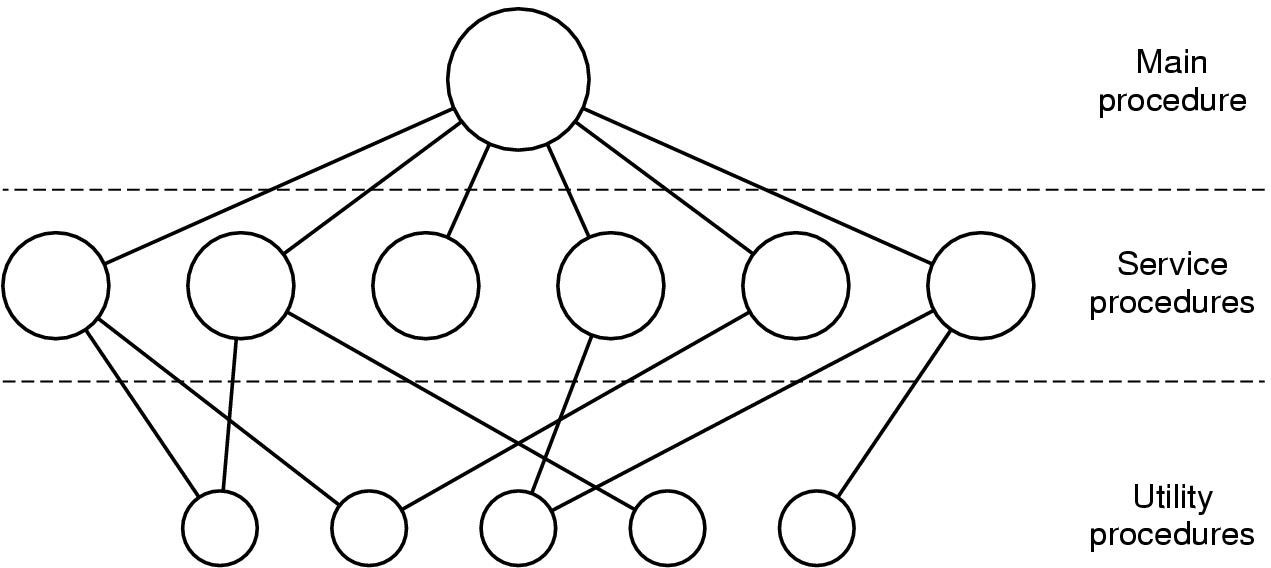 Main
procedure
Service
procedures
Utility
procedures